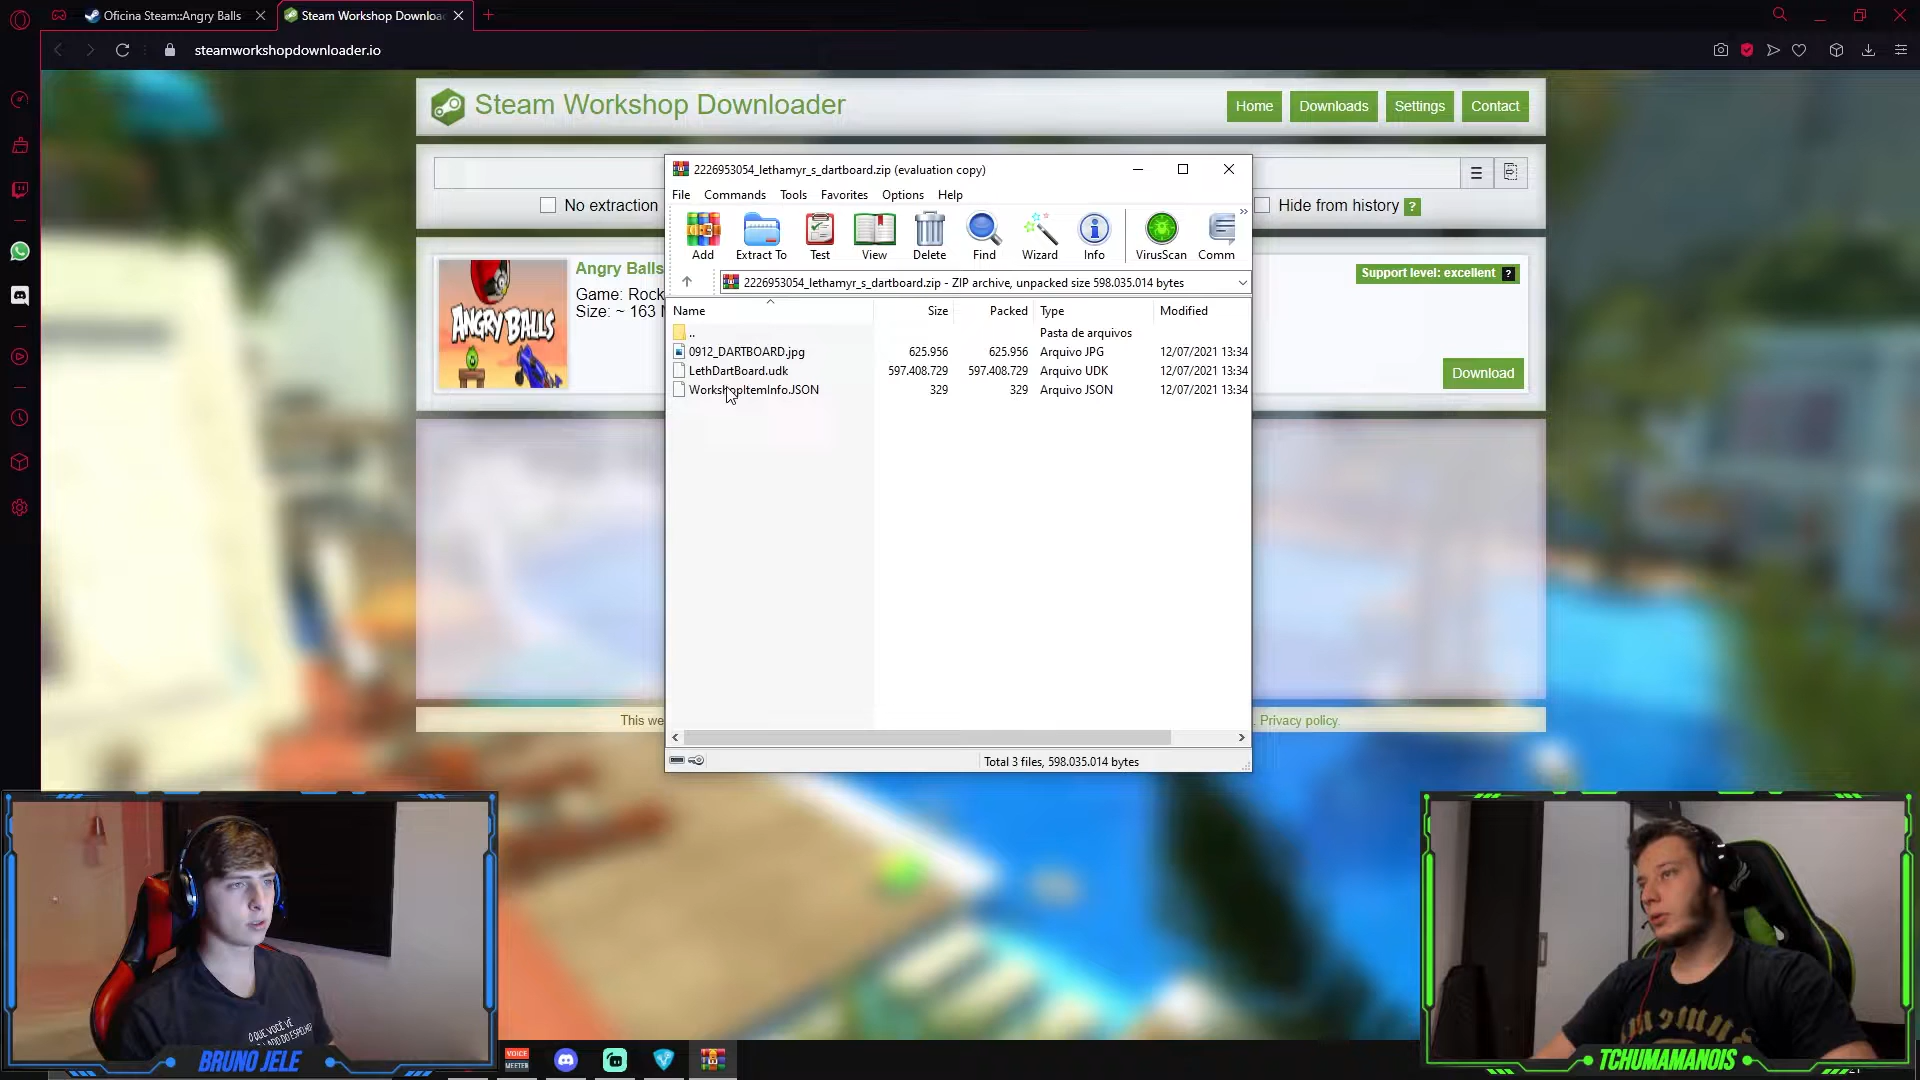 Oficina Steam::Angry Balls
Steam Workshop Downloa
steamworkshopdownloader.io
Steam Workshop Downloader
Home
Downloads
Settings
Contact
No extraction
Hide from history ?
ANGRY BALLS
Angry Balls
Game: Rock
Size: ~ 163
Support level: excellent ?
Download
This we
Privacy policy.
2226953054_lethamyr_s_dartboard.zip (evaluation copy)
File Commands Tools Favorites Options Help
Add Extract To Test View Delete Find Wizard Info VirusScan Comm
2226953054_lethamyr_s_dartboard.zip - ZIP archive, unpacked size 598.035.014 bytes
Name Size Packed Type Modified
.. Pasta de arquivos
0912_DARTBOARD.jpg 625.956 625.956 Arquivo JPG 12/07/2021 13:34
LethDartBoard.udk 597.408.729 597.408.729 Arquivo UDK 12/07/2021 13:34
WorkshopItemInfo.JSON 329 329 Arquivo JSON 12/07/2021 13:34
Total 3 files, 598.035.014 bytes
O QUE VOCÊ VÊ
BRUNO JELE
VOICE
MEETER
TCHUMAMANOIS